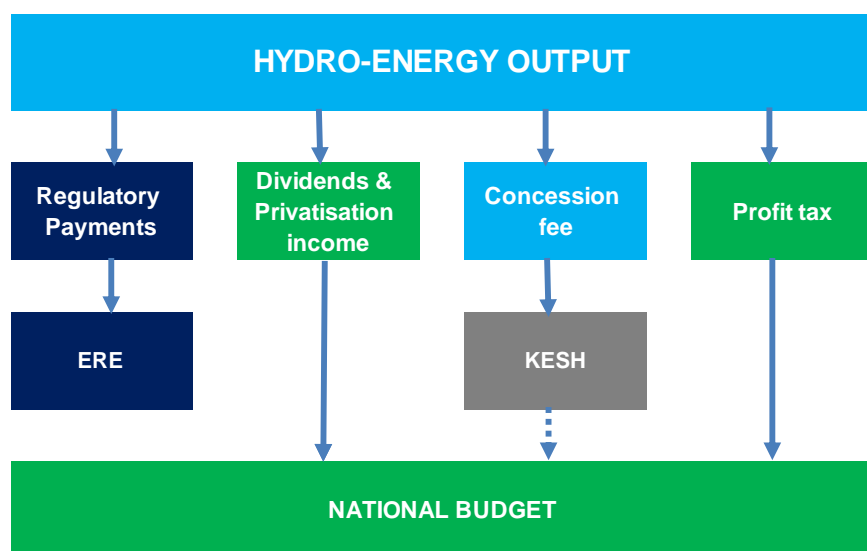 HYDRO-ENERGY OUTPUT
Regulatory
Payments
Dividends &
Privatisation
income
Concession
fee
Profit tax
ERE
KESH
NATIONAL BUDGET